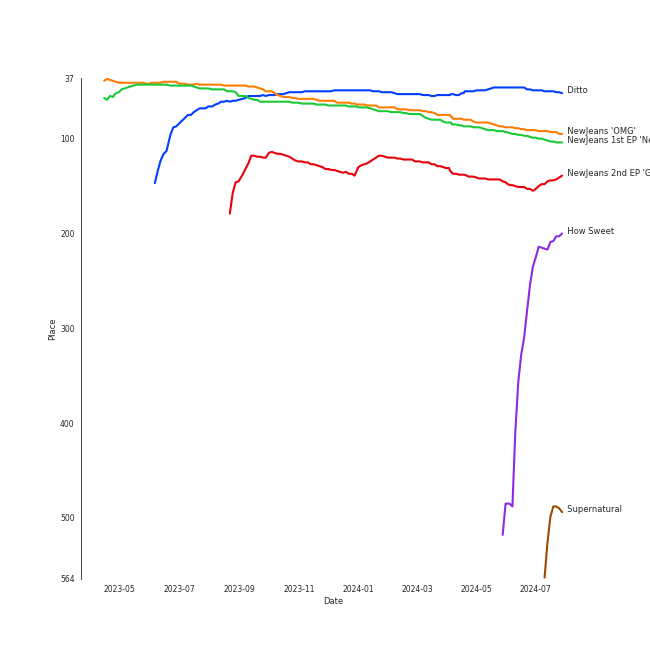 37
Ditto
NewJeans 'OMG'
100
NewJeans 1st EP 'Ne
NewJeans 2nd EP 'G
200
How Sweet
300
Place
400
500
Supernatural
564
2023-05 2023-07 2023-09 2023-11 2024-01 2024-03 2024-05 2024-07
Date